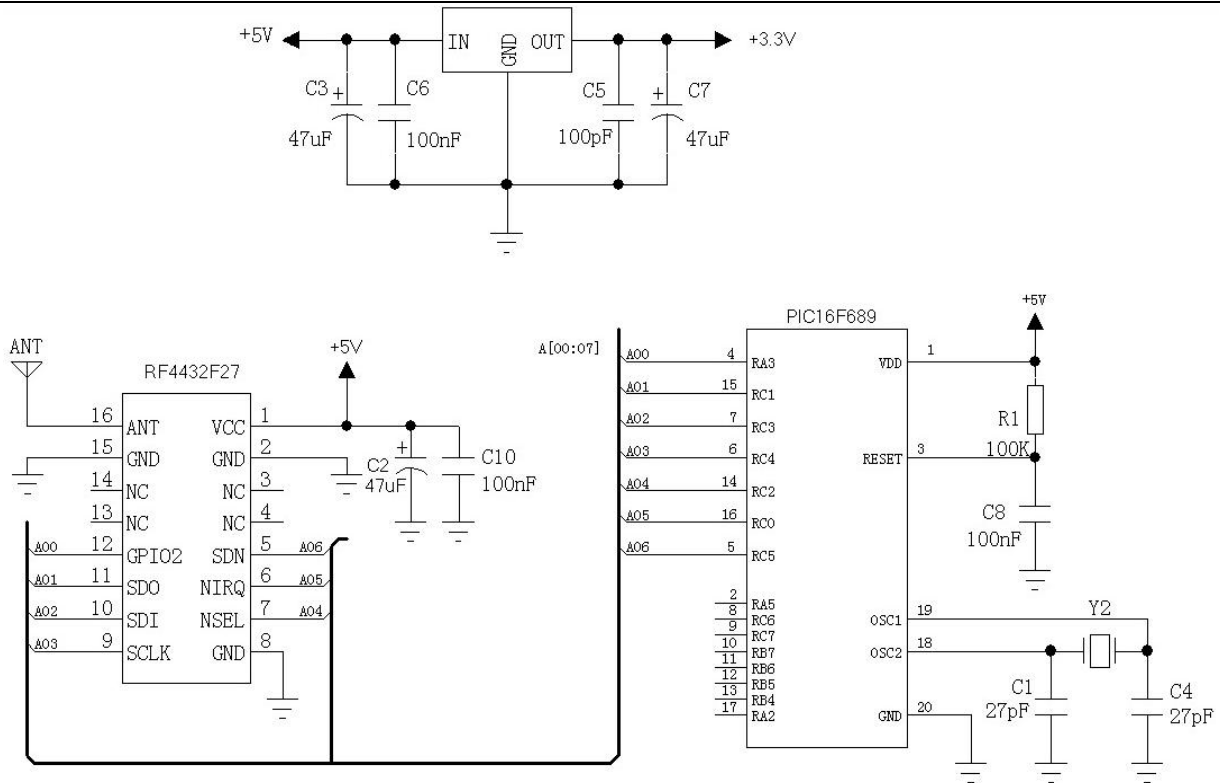 +5V
IN
GND
OUT
+3.3V
C3
+
C6
C5
+
C7
47uF
100nF
100pF
47uF
ANT
RF4432F27
+5V
A[00:07]
PIC16F689
+5V
16
ANT
VCC
1
15
GND
GND
2
14
NC
NC
3
13
NC
NC
4
A00
12
GPIO2
SDN
5
A06
A01
11
SDO
NIRQ
6
A05
A02
10
SDI
NSEL
7
A04
A03
9
SCLK
GND
8
+
C2
47uF
C10
100nF
A00
4
RA3
VDD
1
A01
15
RC1
A02
7
RC3
R1
100K
A03
6
RC4
RESET
3
A04
14
RC2
A05
16
RC0
C8
100nF
A06
5
RC5
2
RA5
8
RC6
OSC1
19
Y2
9
RC7
10
RB7
OSC2
18
11
RB6
12
RB5
C1
27pF
C4
27pF
13
RB4
17
RA2
GND
20